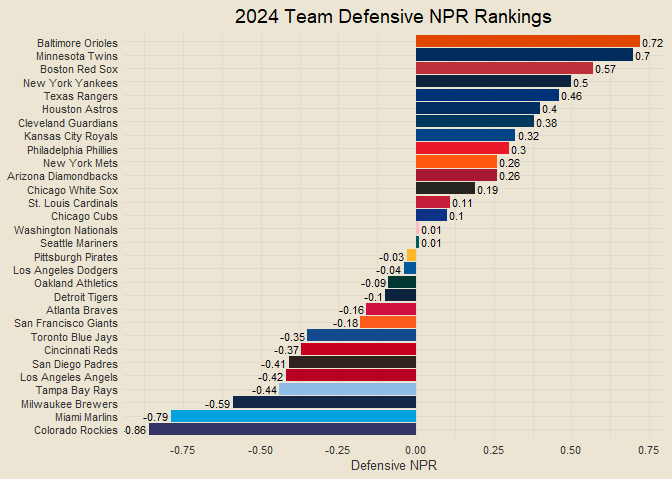 2024 Team Defensive NPR Rankings
Baltimore Orioles 0.72
Minnesota Twins 0.7
Boston Red Sox 0.57
New York Yankees 0.5
Texas Rangers 0.46
Houston Astros 0.4
Cleveland Guardians 0.38
Kansas City Royals 0.32
Philadelphia Phillies 0.3
New York Mets 0.26
Arizona Diamondbacks 0.26
Chicago White Sox 0.19
St. Louis Cardinals 0.11
Chicago Cubs 0.1
Washington Nationals 0.01
Seattle Mariners 0.01
Pittsburgh Pirates -0.03
Los Angeles Dodgers -0.04
Oakland Athletics -0.09
Detroit Tigers -0.1
Atlanta Braves -0.16
San Francisco Giants -0.18
Toronto Blue Jays -0.35
Cincinnati Reds -0.37
San Diego Padres -0.41
Los Angeles Angels -0.42
Tampa Bay Rays -0.44
Milwaukee Brewers -0.59
Miami Marlins -0.79
Colorado Rockies -0.86
-0.75 -0.50 -0.25 0.00 0.25 0.50 0.75
Defensive NPR